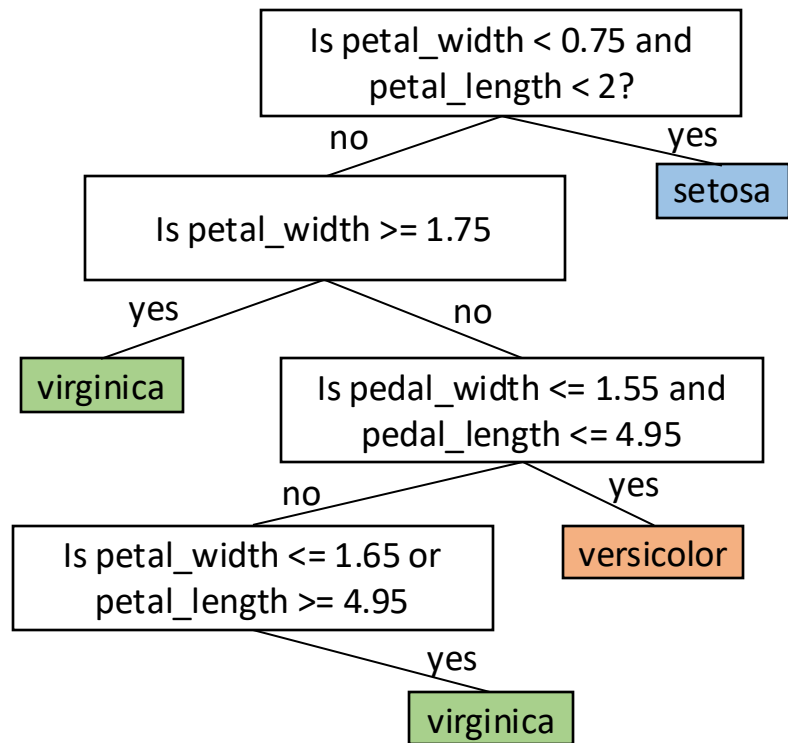 Is petal_width < 0.75 and
petal_length < 2?
no
yes
setosa
Is petal_width >= 1.75
yes
no
virginica
Is pedal_width <= 1.55 and
pedal_length <= 4.95
no
yes
Is petal_width <= 1.65 or
petal_length >= 4.95
versicolor
yes
virginica